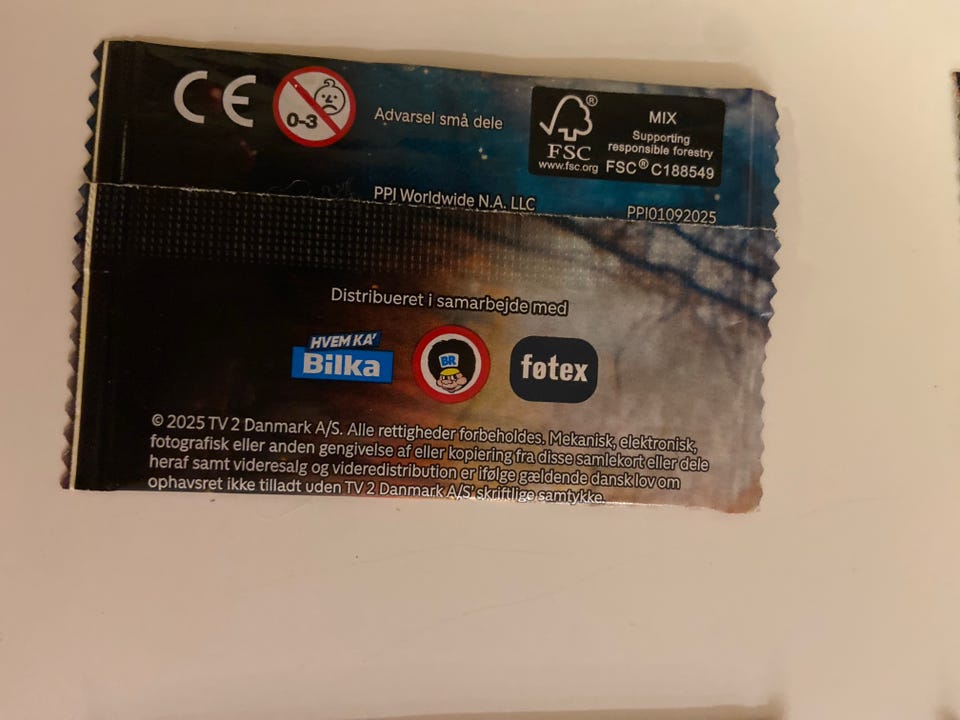 CE
0-3
Advarsel små dele
FSC®
www.fsc.org
MIX
Supporting
responsible forestry
FSC® C188549
PPI Worldwide N.A. LLC
PPI01092025
Distribueret i samarbejde med
HVEM KA'
Bilka
BR
føtex
© 2025 TV 2 Danmark A/S. Alle rettigheder forbeholdes. Mekanisk, elektronisk,
fotografisk eller anden gengivelse af eller kopiering fra disse samlekort eller dele
heraf samt videresalg og videredistribution er ifølge gældende dansk lov om
ophavsret ikke tilladt uden TV 2 Danmark A/S' skriftlige samtykke.